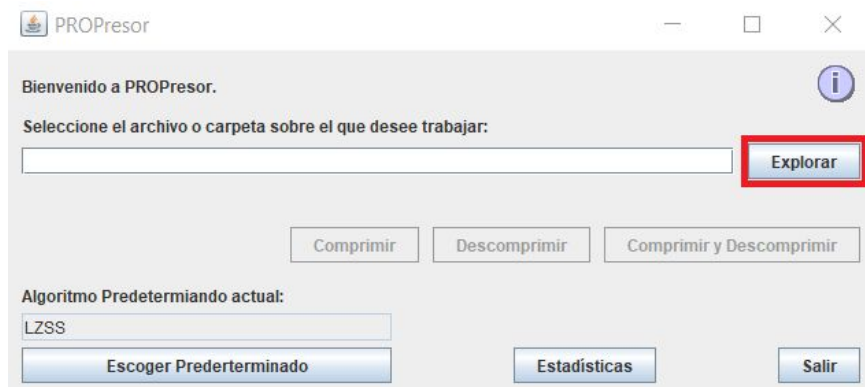 PROPresor
Bienvenido a PROPresor.
i
Seleccione el archivo o carpeta sobre el que desee trabajar:
Explorar
Comprimir Descomprimir Comprimir y Descomprimir
Algoritmo Predetermiando actual:
LZSS
Escoger Prederterminado Estadísticas Salir